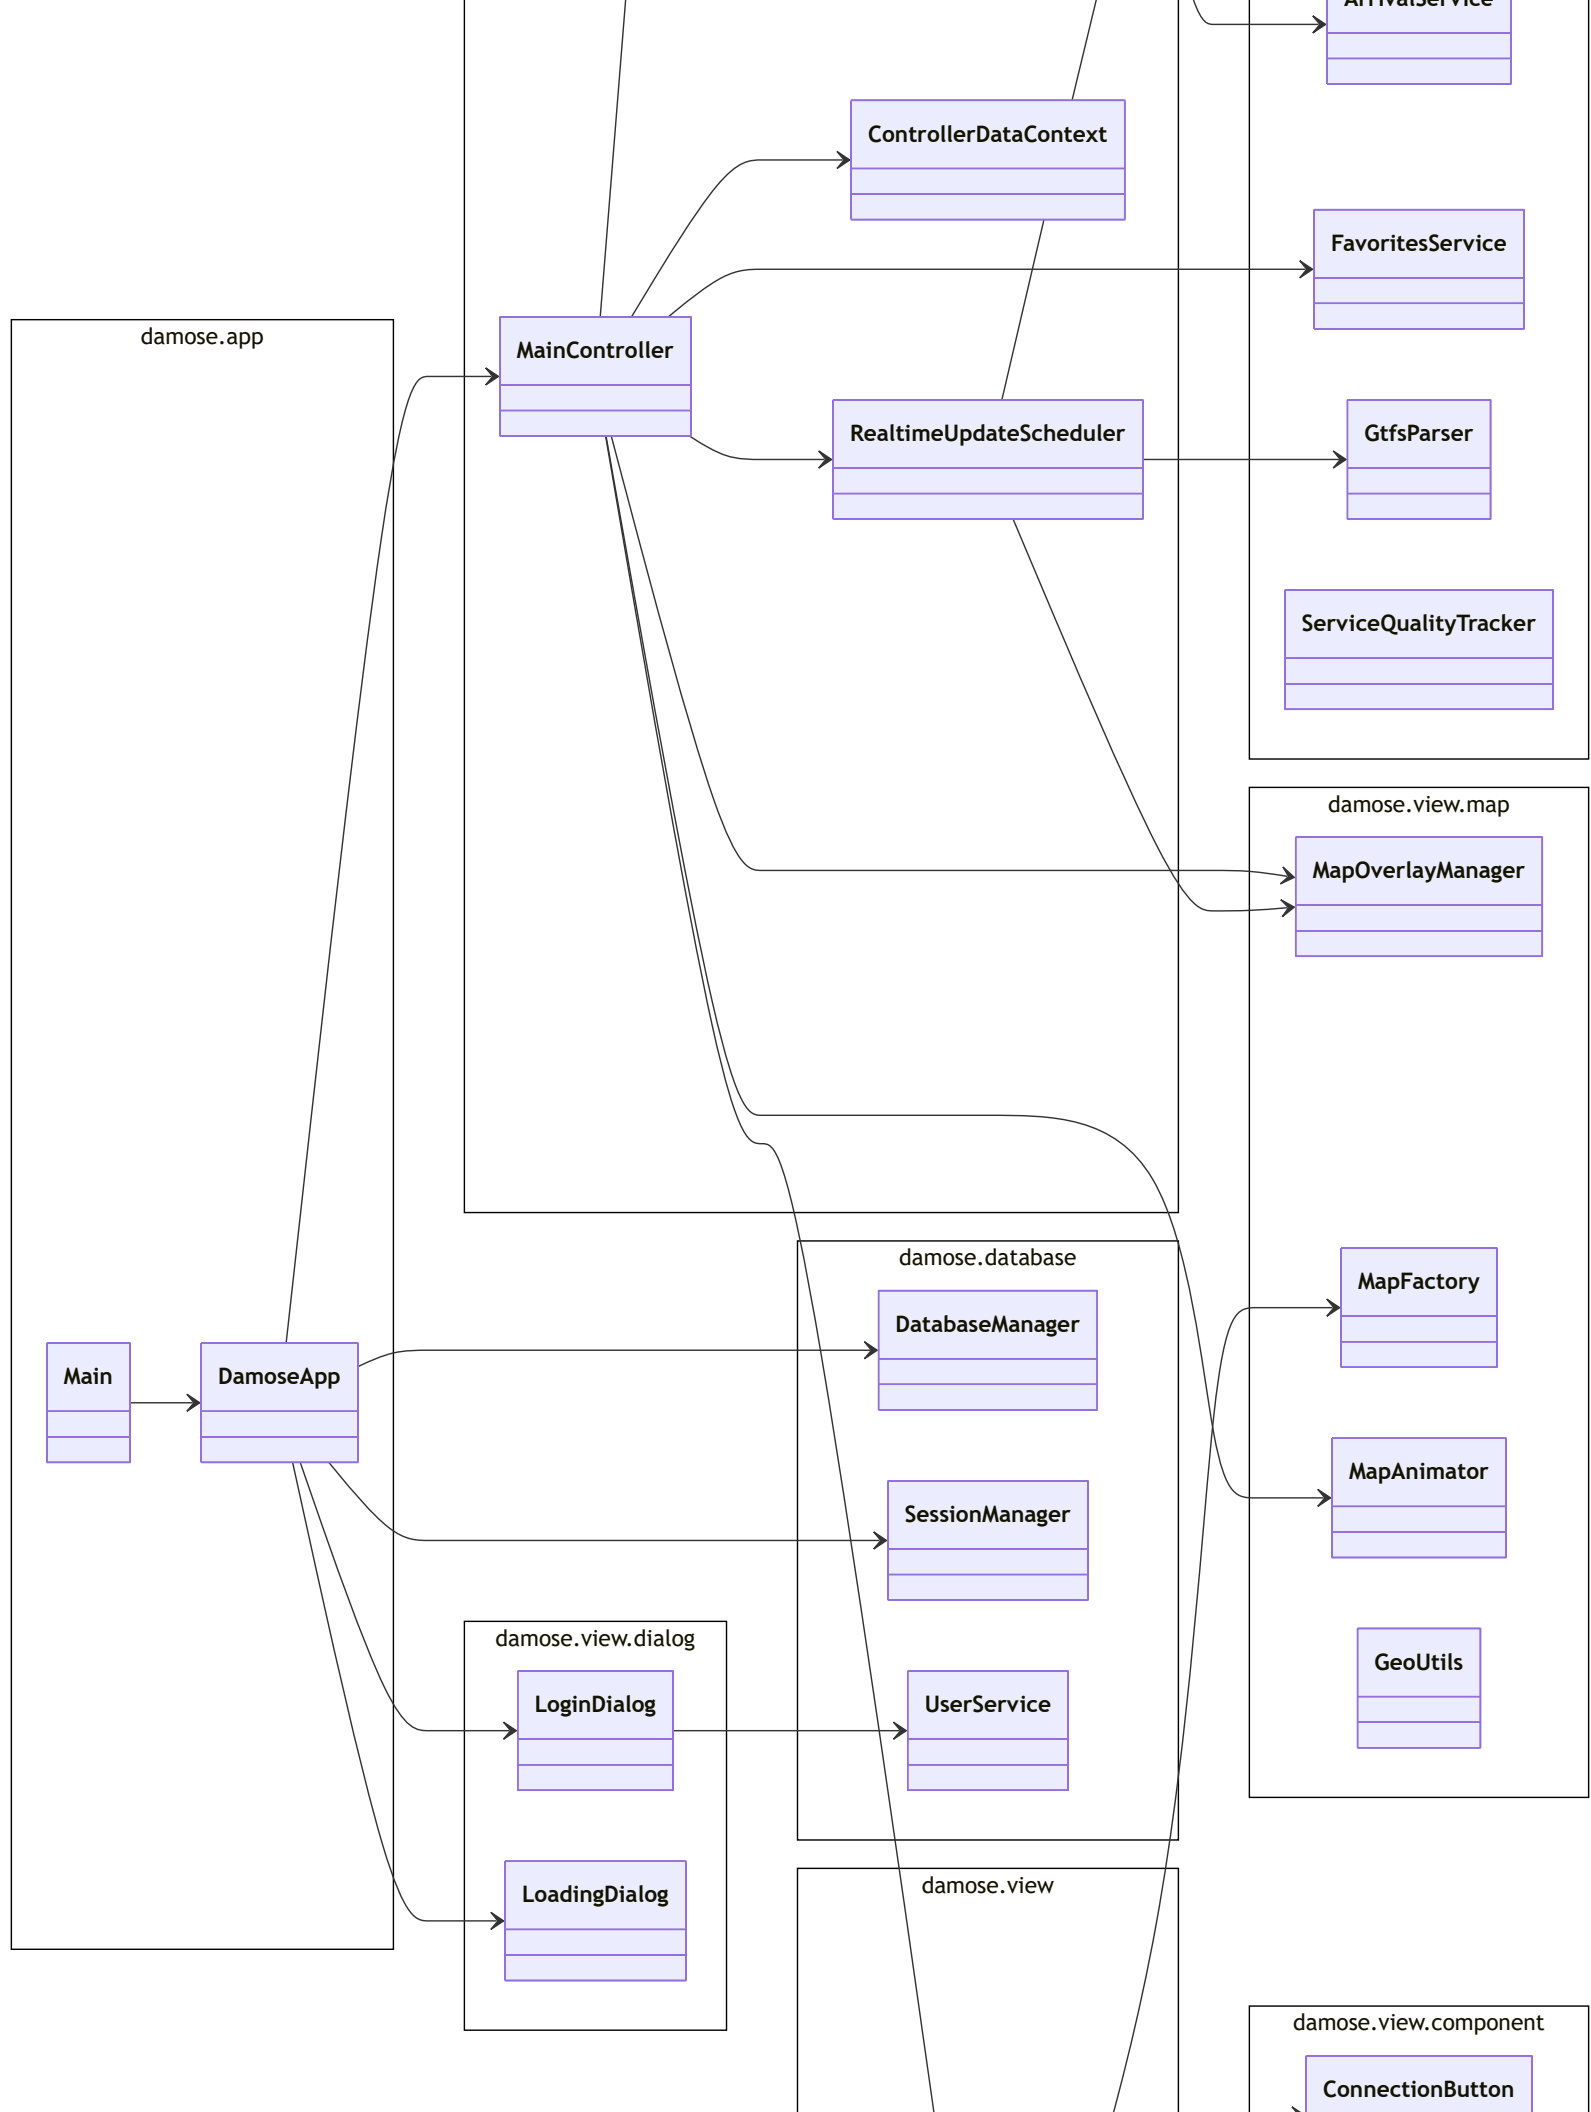 ArrivalService
ControllerDataContext
FavoritesService
damose.app
MainController
RealtimeUpdateScheduler
GtfsParser
ServiceQualityTracker
damose.view.map
MapOverlayManager
damose.database
MapFactory
DatabaseManager
Main
DamoseApp
MapAnimator
SessionManager
damose.view.dialog
GeoUtils
LoginDialog
UserService
damose.view
LoadingDialog
damose.view.component
ConnectionButton